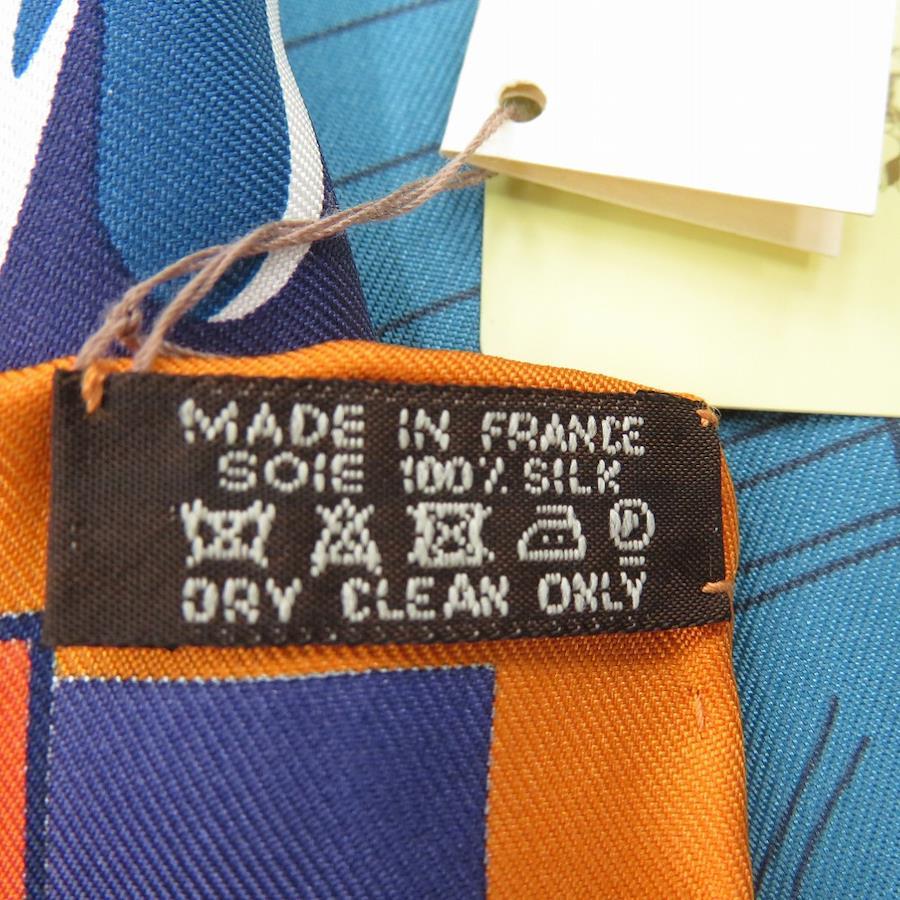 MADE IN FRANCE
SOIE 100% SILK
P
DRY CLEAN ONLY